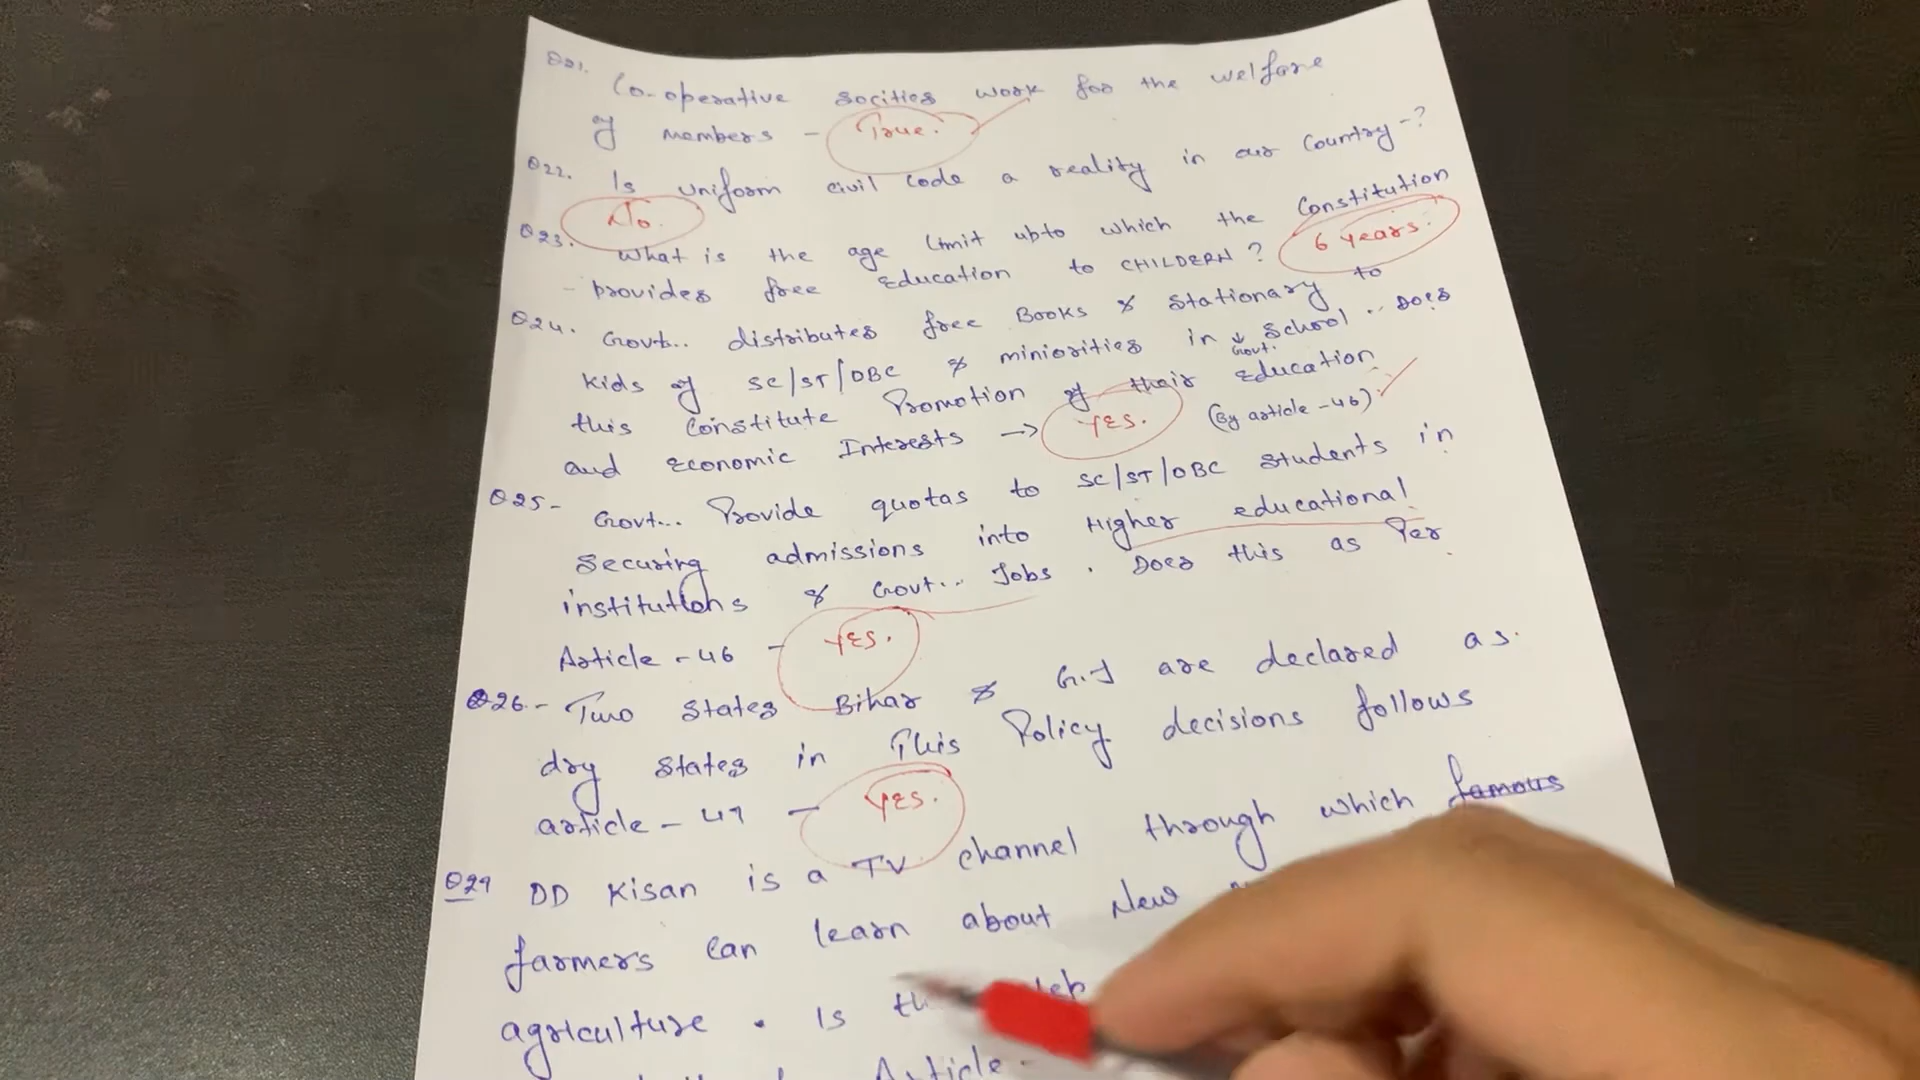 Q21. Co-operative socities work for the welfare
of members - True.
Q22. Is uniform civil code a reality in our Country-?
No.
Q23. What is the age limit upto which the Constitution
- provides free Education to CHILDERN? 6 years.
Q24. Govt.. distributes free Books & Stationary to
kids of SC/ST/OBC & miniorities in Govt. School.. Does
this Constitute Promotion of their Education
and Economic Interests → YES. (By article-46)
Q25- Govt... Provide quotas to SC/ST/OBC Students in
Securing admissions into Higher educational
institutions & Govt... Jobs. Does this as Per
Article-46 - YES.
Q26.- Two States Bihar & G.J are declared as.
dry States in This Policy decisions follows
article-47 - YES.
Q27 DD Kisan is a TV channel through which famous
farmers can learn about New
agriculture. Is
Article-